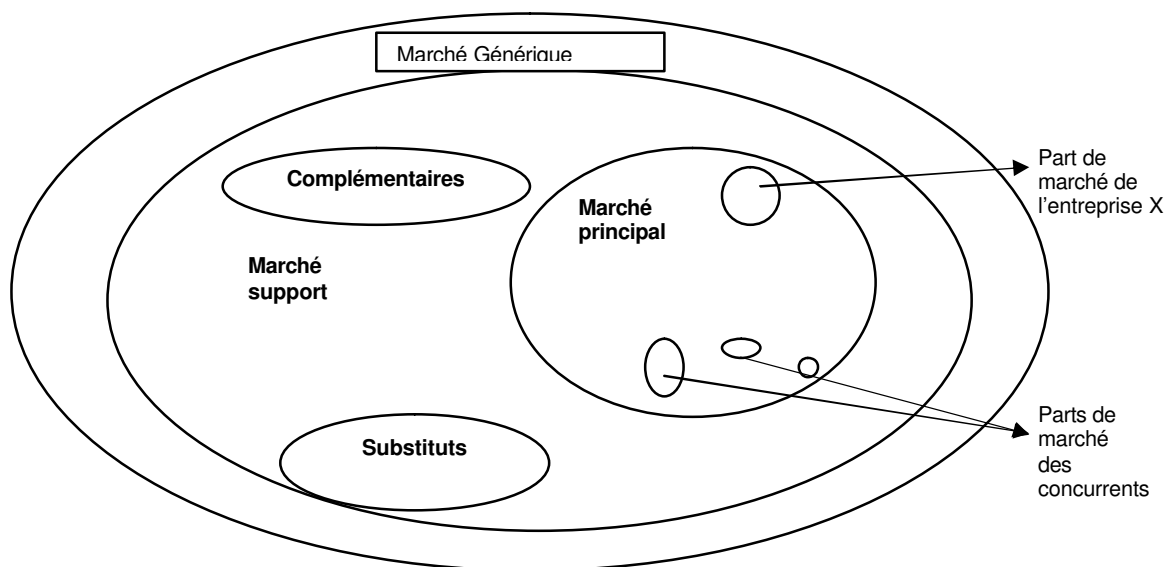 Marché Générique
Complémentaires
Marché
principal
Marché
support
Substituts
Part de
marché de
l'entreprise X
Parts de
marché
des
concurrents